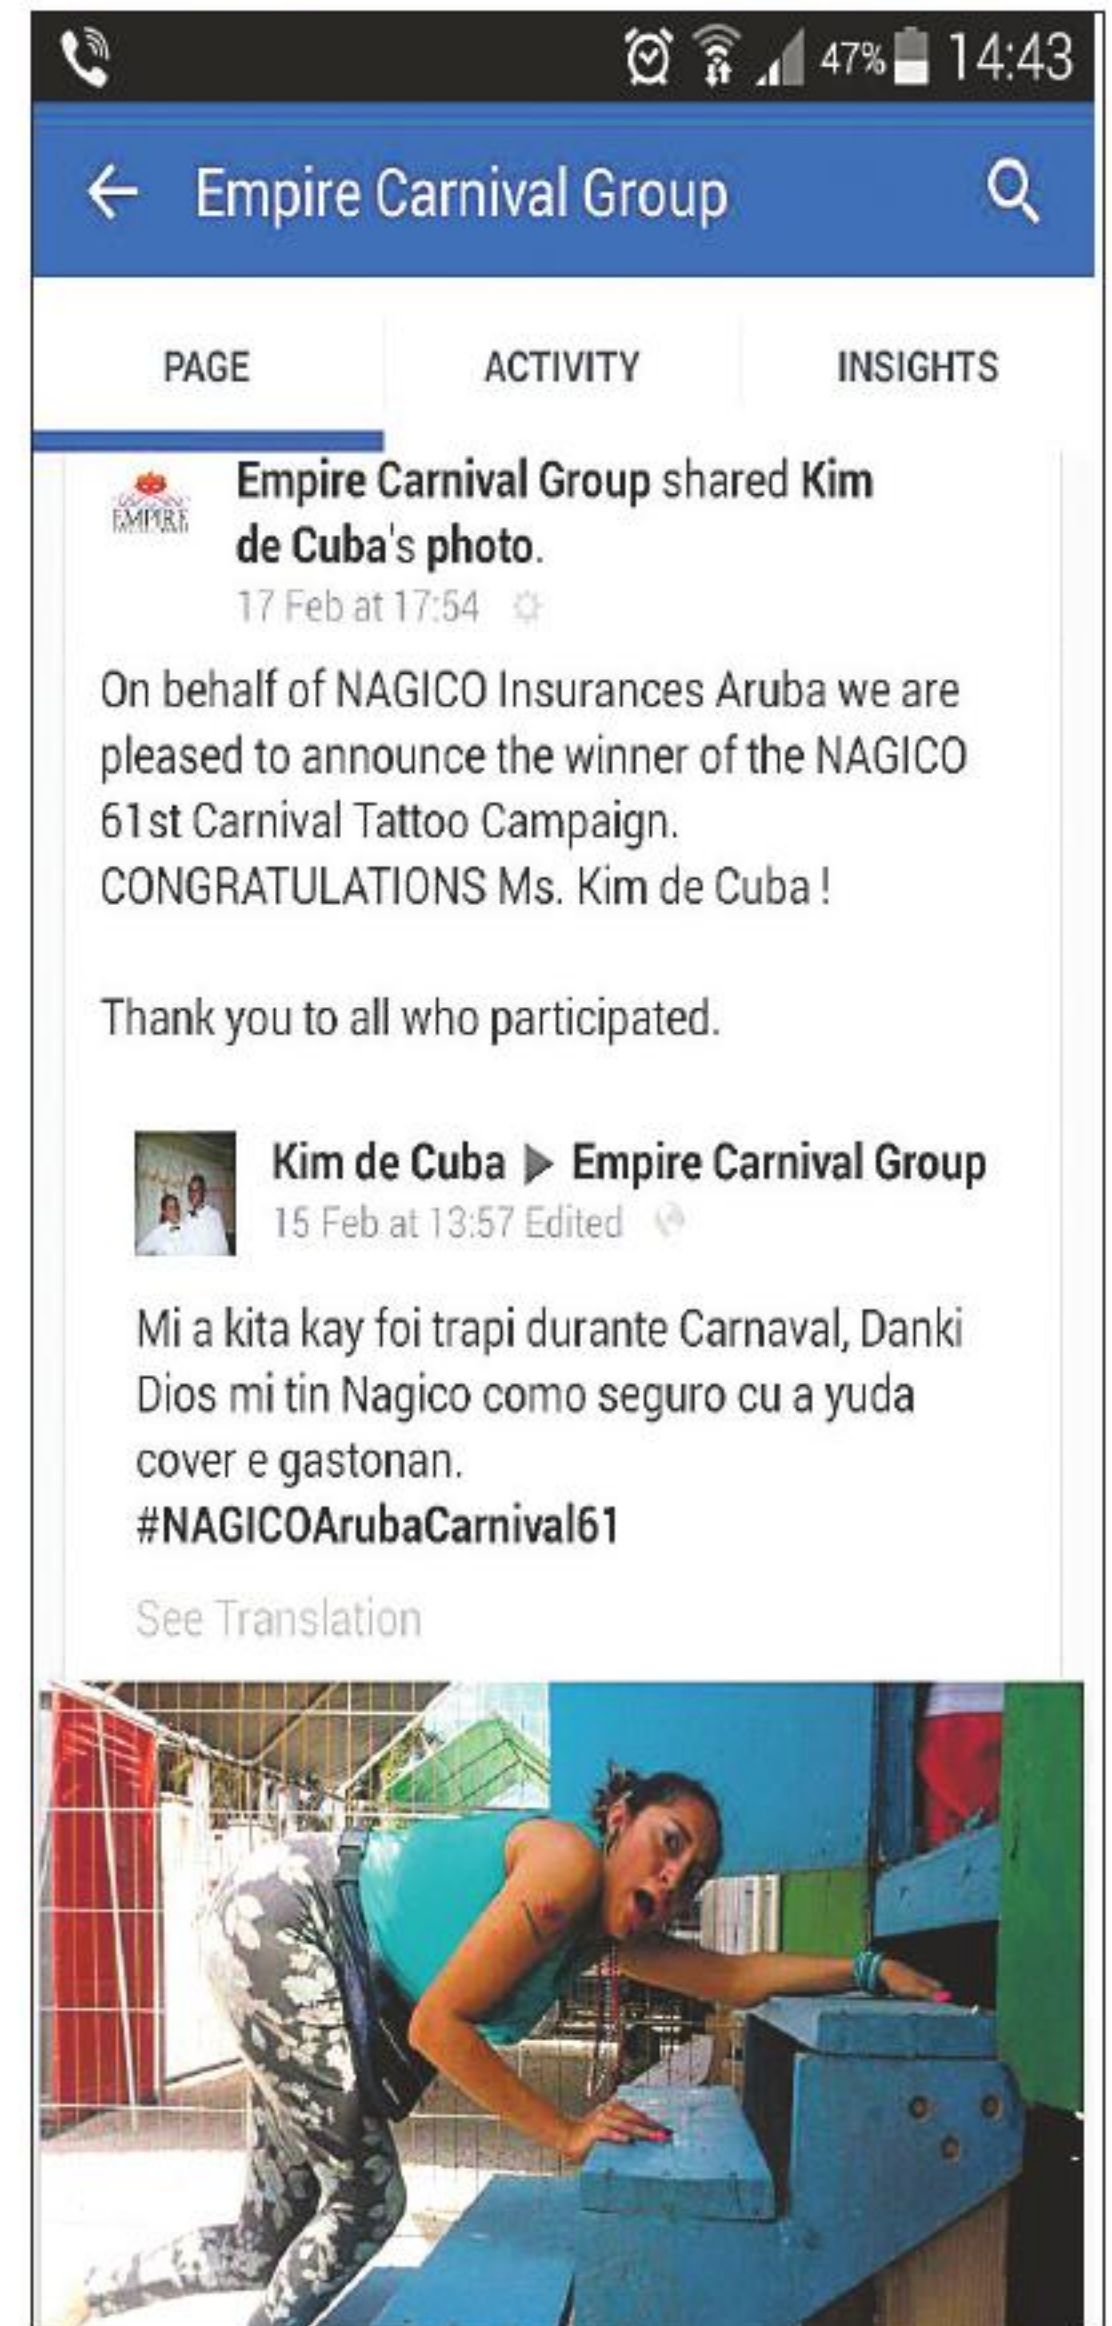 47% 14:43
Empire Carnival Group
PAGE ACTIVITY INSIGHTS
EMPIRE
Empire Carnival Group shared Kim
de Cuba's photo.
17 Feb at 17:54
On behalf of NAGICO Insurances Aruba we are
pleased to announce the winner of the NAGICO
61st Carnival Tattoo Campaign.
CONGRATULATIONS Ms. Kim de Cuba !
Thank you to all who participated.
Kim de Cuba ▶ Empire Carnival Group
15 Feb at 13:57 Edited
Mi a kita kay foi trapi durante Carnaval, Danki
Dios mi tin Nagico como seguro cu a yuda
cover e gastonan.
#NAGICOArubaCarnival61
See Translation